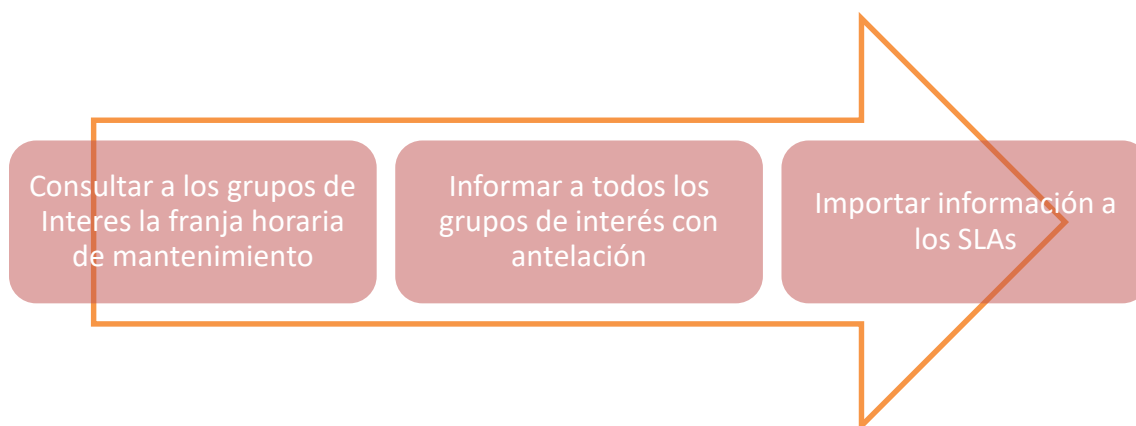 Consultar a los grupos de
Interes la franja horaria
de mantenimiento
Informar a todos los
grupos de interés con
antelación
Importar información a
los SLAs